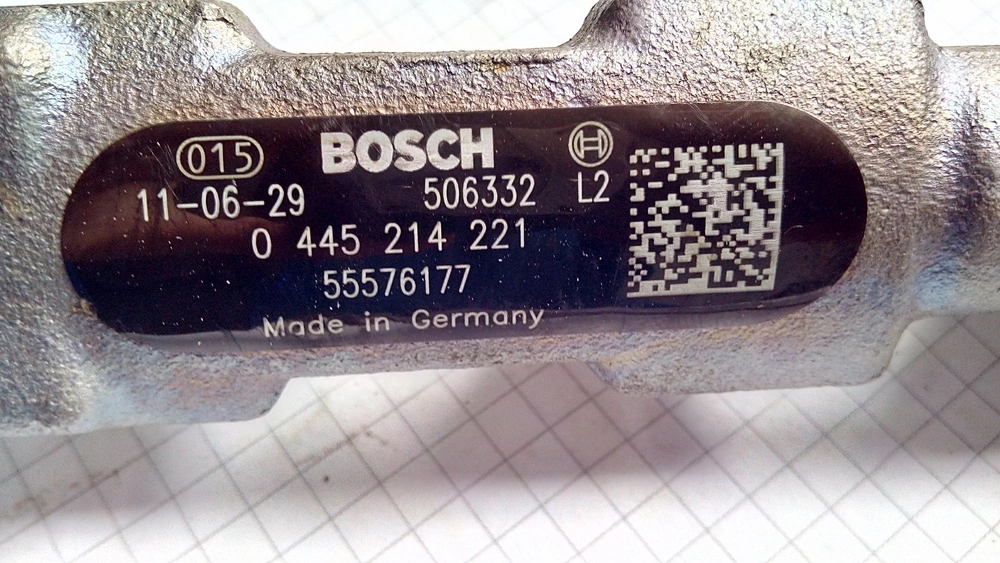 015 BOSCH
11-06-29 506332 L2
0 445 214 221
55576177
Made in Germany